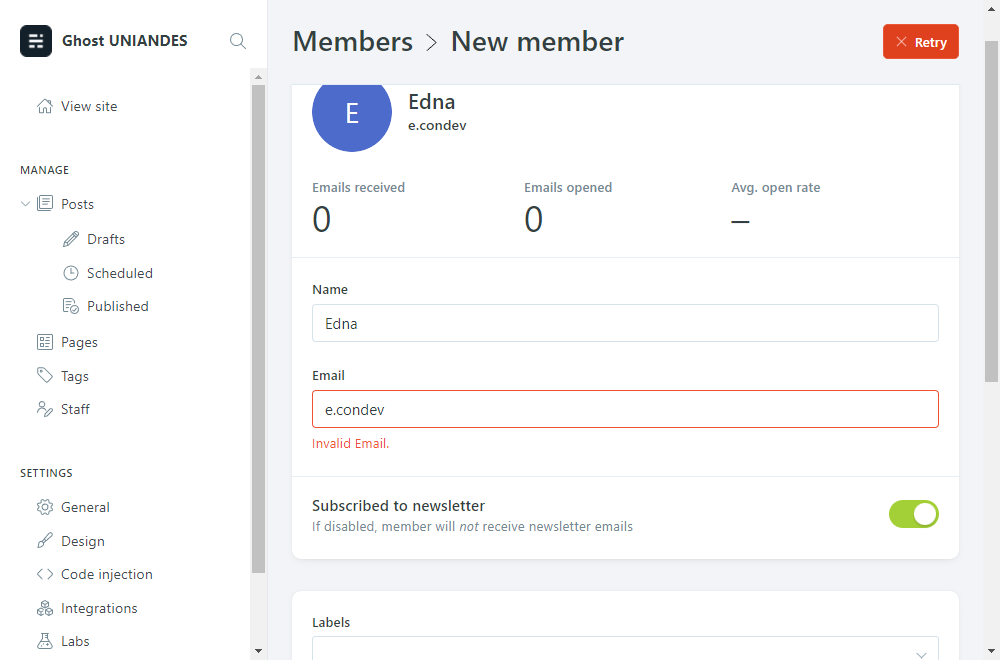 Ghost UNIANDES
View site
MANAGE
Posts
Drafts
Scheduled
Published
Pages
Tags
Staff
SETTINGS
General
Design
Code injection
Integrations
Labs
Members > New member
Retry
E
Edna
e.condev
Emails received
Emails opened
Avg. open rate
0
0
–
Name
Edna
Email
e.condev
Invalid Email.
Subscribed to newsletter
If disabled, member will not receive newsletter emails
Labels